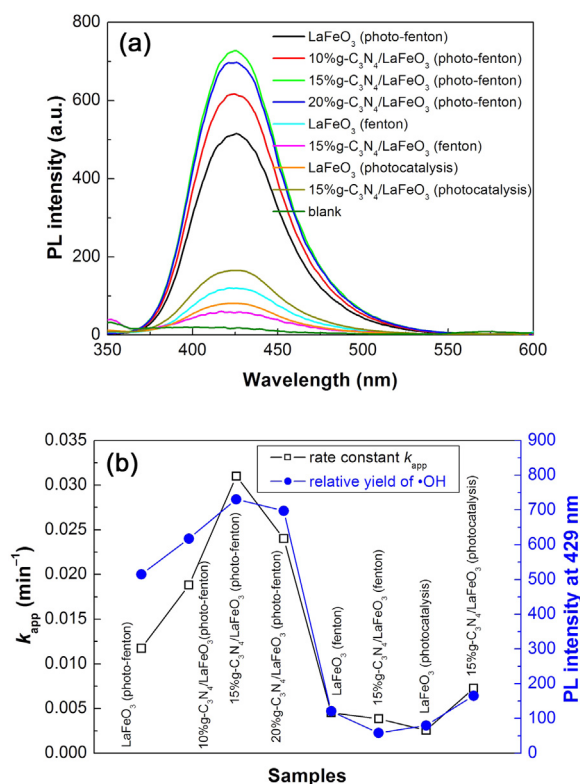 (a)
LaFeO3 (photo-fenton)
10%g-C3N4/LaFeO3 (photo-fenton)
15%g-C3N4/LaFeO3 (photo-fenton)
20%g-C3N4/LaFeO3 (photo-fenton)
LaFeO3 (fenton)
15%g-C3N4/LaFeO3 (fenton)
LaFeO3 (photocatalysis)
15%g-C3N4/LaFeO3 (photocatalysis)
blank
PL intensity (a.u.)
800
600
400
200
0
350 400 450 500 550 600
Wavelength (nm)
(b)
rate constant kapp
relative yield of •OH
kapp (min−1)
0.035
0.030
0.025
0.020
0.015
0.010
0.005
0.000
LaFeO3 (photo-fenton)
10%g-C3N4/LaFeO3(photo-fenton)
15%g-C3N4/LaFeO3 (photo-fenton)
20%g-C3N4/LaFeO3 (photo-fenton)
LaFeO3 (fenton)
15%g-C3N4/LaFeO3 (fenton)
LaFeO3 (photocatalysis)
15%g-C3N4/LaFeO3 (photocatalysis)
900
800
700
600
500
400
300
200
100
0
PL intensity at 429 nm
Samples